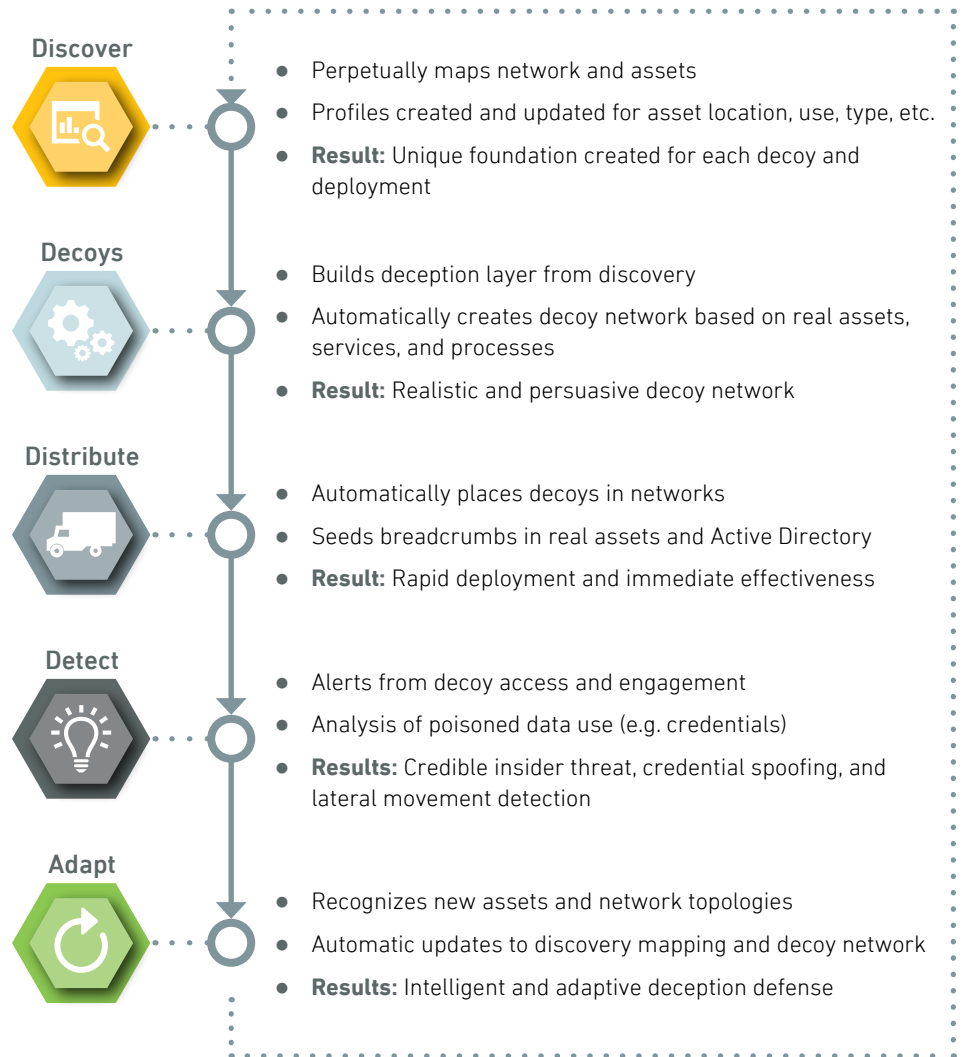 Discover
● Perpetually maps network and assets
● Profiles created and updated for asset location, use, type, etc.
● Result: Unique foundation created for each decoy and
deployment
Decoys
● Builds deception layer from discovery
● Automatically creates decoy network based on real assets,
services, and processes
● Result: Realistic and persuasive decoy network
Distribute
● Automatically places decoys in networks
● Seeds breadcrumbs in real assets and Active Directory
● Result: Rapid deployment and immediate effectiveness
Detect
● Alerts from decoy access and engagement
● Analysis of poisoned data use (e.g. credentials)
● Results: Credible insider threat, credential spoofing, and
lateral movement detection
Adapt
● Recognizes new assets and network topologies
● Automatic updates to discovery mapping and decoy network
● Results: Intelligent and adaptive deception defense